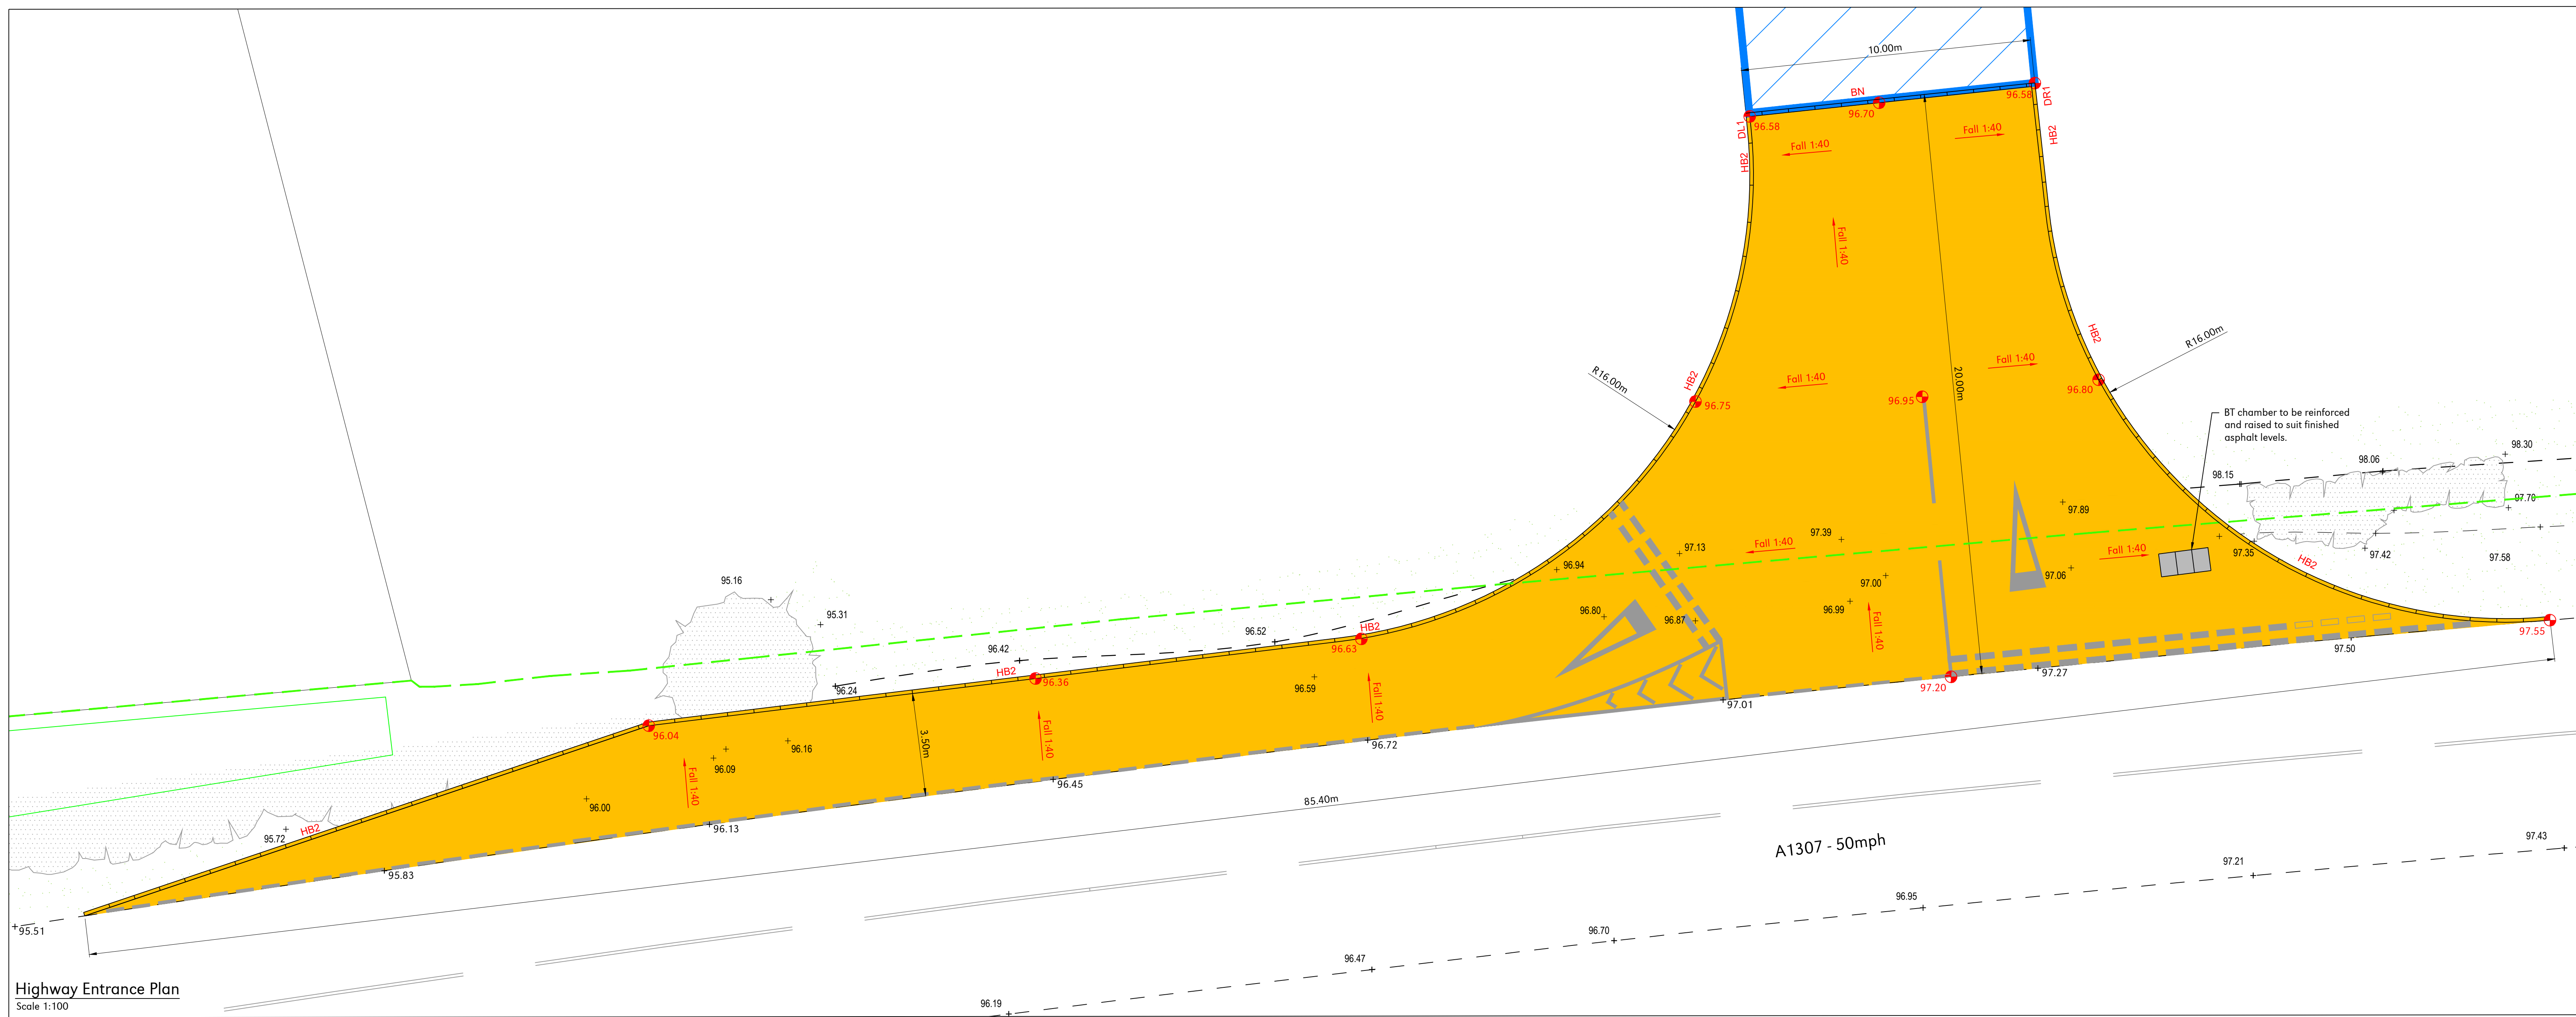 10.00m
BN
96.58
DR1
96.70
96.58
DL1
HB2
HB2
Fall 1:40
Fall 1:40
Fall 1:40
HB2
R16.00m
Fall 1:40
20.00m
R16.00m
Fall 1:40
HB2
96.80
96.95
96.75
BT chamber to be reinforced
and raised to suit finished
asphalt levels.
98.30
98.06
98.15
97.70
97.89
97.39
97.13
Fall 1:40
Fall 1:40
97.35
97.42
97.58
HB2
96.94
97.00
97.06
95.16
96.80
96.99
96.87
95.31
Fall 1:40
96.52
HB2
97.55
96.42
96.63
97.50
HB2
96.24
96.36
96.59
Fall 1:40
97.20
97.27
97.01
96.04
96.16
96.09
3.50m
Fall 1:40
96.72
Fall 1:40
96.45
96.00
85.40m
95.72
HB2
96.13
95.83
A1307 - 50mph
97.43
97.21
96.95
95.51
96.70
96.47
96.19
Highway Entrance Plan
Scale 1:100